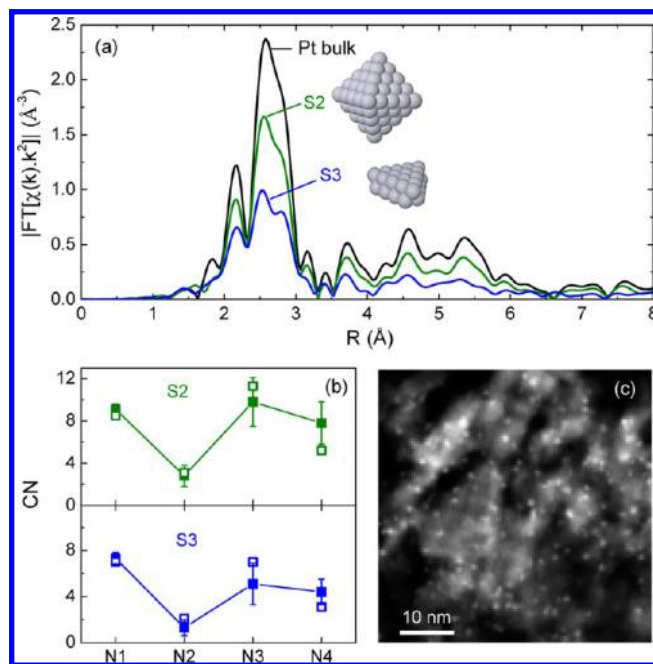 (a)
Pt bulk
S2
S3
|FT[χ(k).k²]| (Å⁻³)
2.5
2.0
1.5
1.0
0.5
0.0
0 1 2 3 4 5 6 7 8
R (Å)
(b)
S2
12
8
4
0
CN
S3
8
4
0
N1 N2 N3 N4
(c)
10 nm